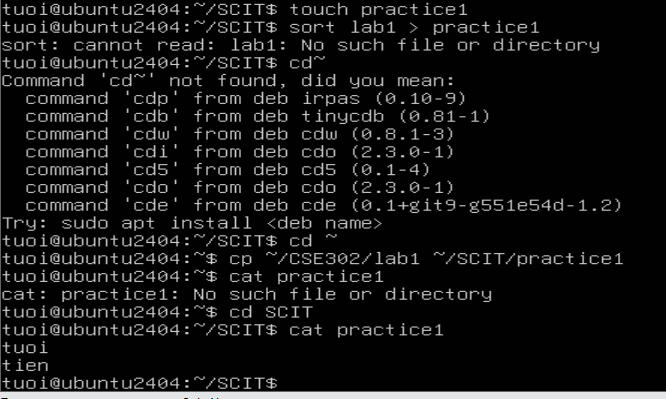 tuoi@ubuntu2404:~/SCIT$ touch practice1
tuoi@ubuntu2404:~/SCIT$ sort lab1 > practice1
sort: cannot read: lab1: No such file or directory
tuoi@ubuntu2404:~/SCIT$ cd~
Command 'cd~' not found, did you mean:
  command 'cdp' from deb irpas (0.10-9)
  command 'cdb' from deb tinycdb (0.81-1)
  command 'cdw' from deb cdw (0.8.1-3)
  command 'cdi' from deb cdo (2.3.0-1)
  command 'cd5' from deb cd5 (0.1-4)
  command 'cdo' from deb cdo (2.3.0-1)
  command 'cde' from deb cde (0.1+git9-g551e54d-1.2)
Try: sudo apt install <deb name>
tuoi@ubuntu2404:~/SCIT$ cd ~
tuoi@ubuntu2404:~$ cp ~/CSE302/lab1 ~/SCIT/practice1
tuoi@ubuntu2404:~$ cat practice1
cat: practice1: No such file or directory
tuoi@ubuntu2404:~$ cd SCIT
tuoi@ubuntu2404:~/SCIT$ cat practice1
tuoi
tien
tuoi@ubuntu2404:~/SCIT$